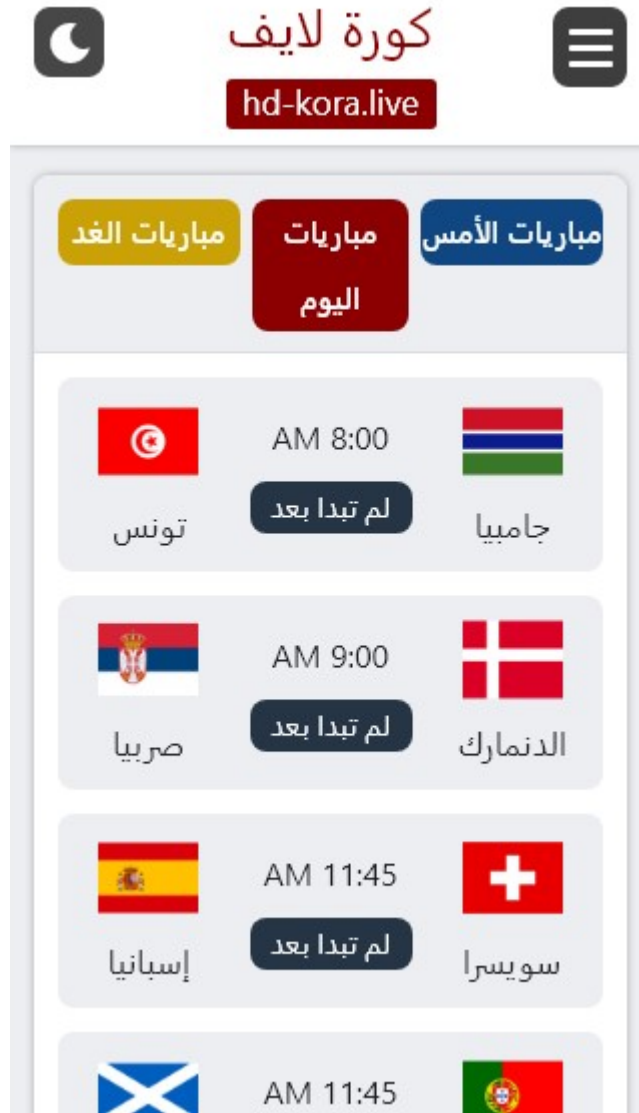 كورة لايف
hd-kora.live
مباريات الأمس
مباريات
اليوم
مباريات الغد
AM 8:00
لم تبدا بعد
جامبيا
تونس
AM 9:00
لم تبدا بعد
الدنمارك
صربيا
AM 11:45
لم تبدا بعد
سويسرا
إسبانيا
AM 11:45